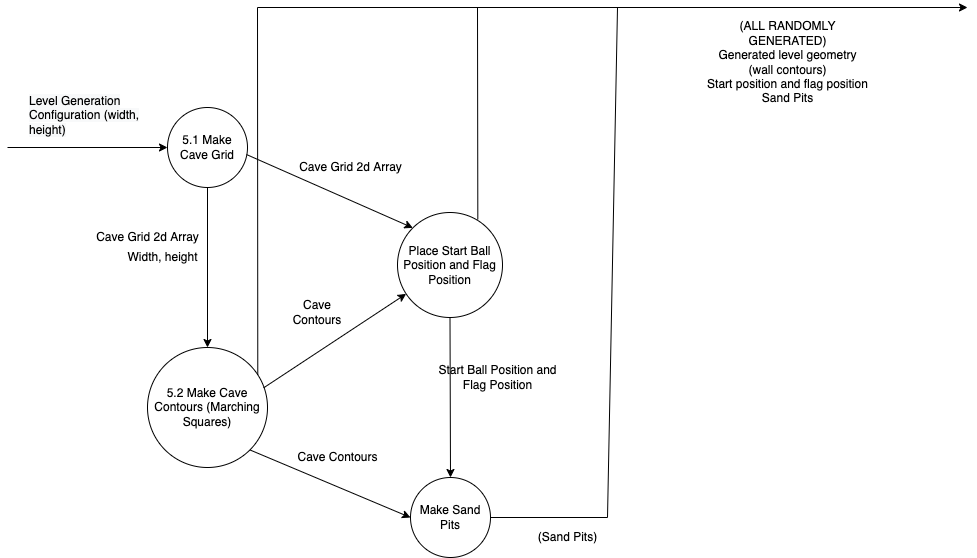 (ALL RANDOMLY
GENERATED)
Generated level geometry
(wall contours)
Start position and flag position
Sand Pits
Level Generation
Configuration (width,
height)
5.1 Make
Cave Grid
Cave Grid 2d Array
Cave Grid 2d Array
Width, height
Place Start Ball
Position and Flag
Position
Cave
Contours
Start Ball Position and
Flag Position
5.2 Make Cave
Contours (Marching
Squares)
Cave Contours
Make Sand
Pits
(Sand Pits)